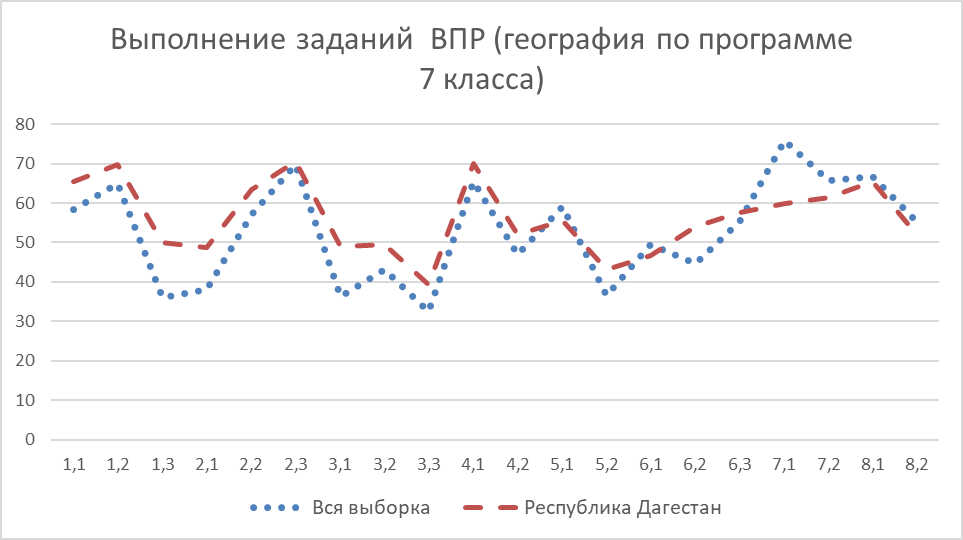 Выполнение заданий ВПР (география по программе
7 класса)
80
70
60
50
40
30
20
10
0
1,1 1,2 1,3 2,1 2,2 2,3 3,1 3,2 3,3 4,1 4,2 5,1 5,2 6,1 6,2 6,3 7,1 7,2 8,1 8,2
Вся выборка Республика Дагестан